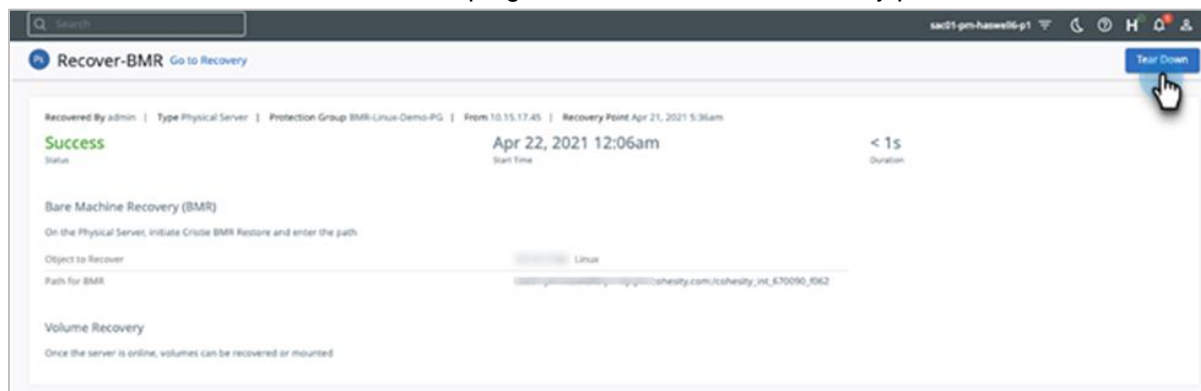 Search
sac01-pm-haswell6-p1
H
Ps Recover-BMR Go to Recovery
Tear Down
Recovered By admin | Type Physical Server | Protection Group BMR-Linux-Demo-PG | From 10.15.17.45 | Recovery Point Apr 21, 2021 5:36am
Success Apr 22, 2021 12:06am < 1s
Status Start Time Duration
Bare Machine Recovery (BMR)
On the Physical Server, initiate Cristie BMR Restore and enter the path
Object to Recover Linux
Path for BMR ohesity.com:/cohesity_int_670090_f062
Volume Recovery
Once the server is online, volumes can be recovered or mounted